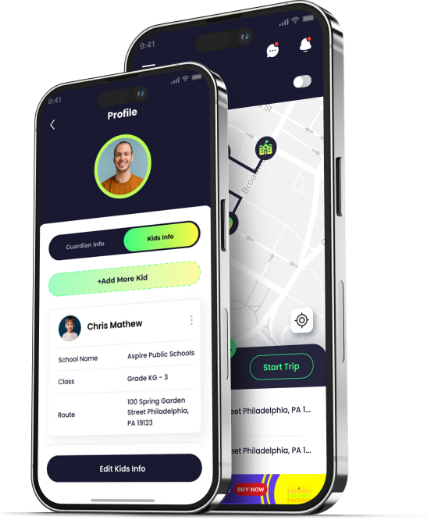 9:41
Profile
Guardian Info
Kids Info
+Add More Kid
Chris Mathew
School Name
Aspire Public Schools
Class
Grade KG - 3
Route
100 Spring Garden
Street Philadelphia,
PA 19123
Edit Kids Info
9:41
Broa
Start Trip
eet Philadelphia, PA 1...
eet Philadelphia, PA 1...
BUY NOW